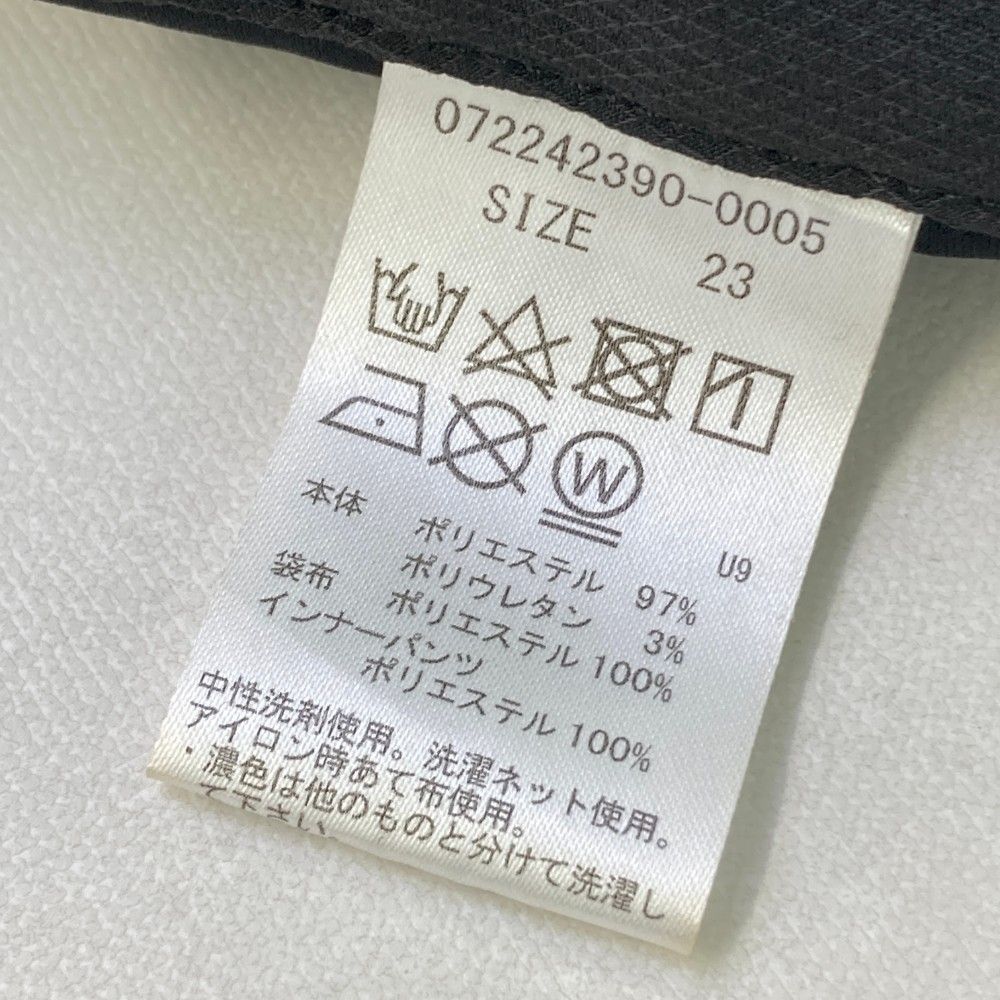 072242390-0005
SIZE 23
W
U9
本体 ポリエステル 97%
ポリウレタン 3%
袋布 ポリエステル 100%
インナーパンツ
ポリエステル 100%
中性洗剤使用。洗濯ネット使用。
アイロン時あて布使用。
・濃色は他のものと分けて洗濯し
て下さい